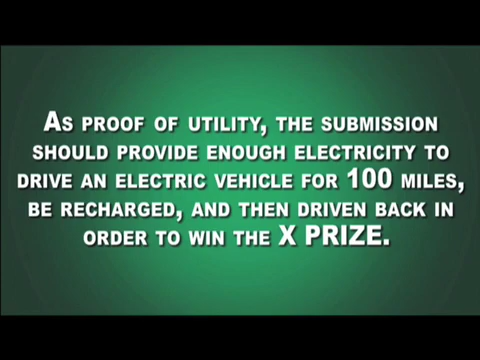 As proof of utility, the submission
should provide enough electricity to
drive an electric vehicle for 100 miles,
be recharged, and then driven back in
order to win the X PRIZE.